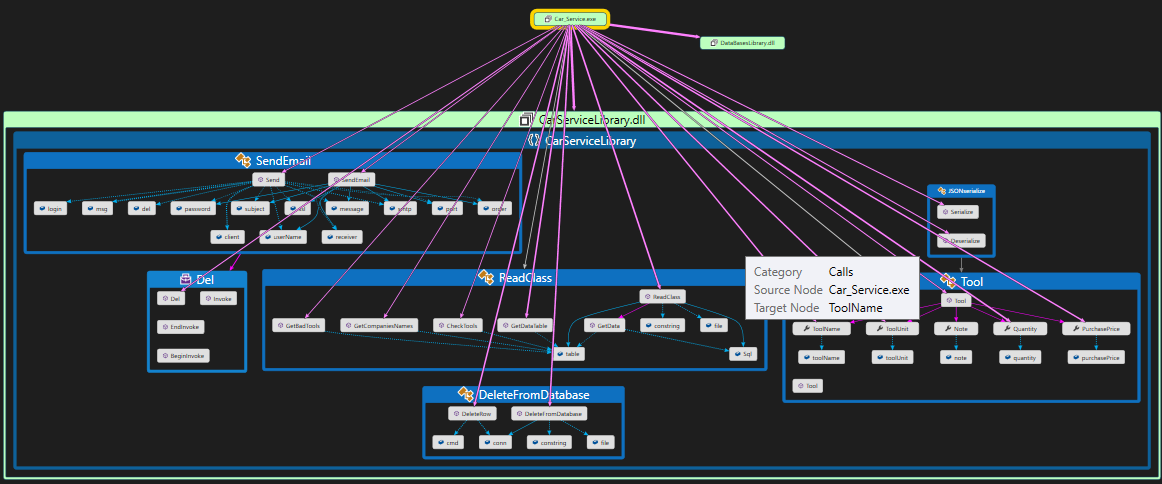 Car_Service.exe
DataBasesLibrary.dll
CarServiceLibrary.dll
CarServiceLibrary
SendEmail
Send
SendEmail
login
msg
del
password
subject
ssl
message
smtp
port
order
client
userName
receiver
JSONserialize
Serialize
Deserialize
Del
Del
Invoke
EndInvoke
BeginInvoke
ReadClass
ReadClass
GetBadTools
GetCompaniesNames
CheckTools
GetDataTable
GetData
constring
file
table
Sql
Category Calls
Source Node Car_Service.exe
Target Node ToolName
Tool
Tool
ToolName
ToolUnit
Note
Quantity
PurchasePrice
toolName
toolUnit
note
quantity
purchasePrice
Tool
DeleteFromDatabase
DeleteRow
DeleteFromDatabase
cmd
conn
constring
file